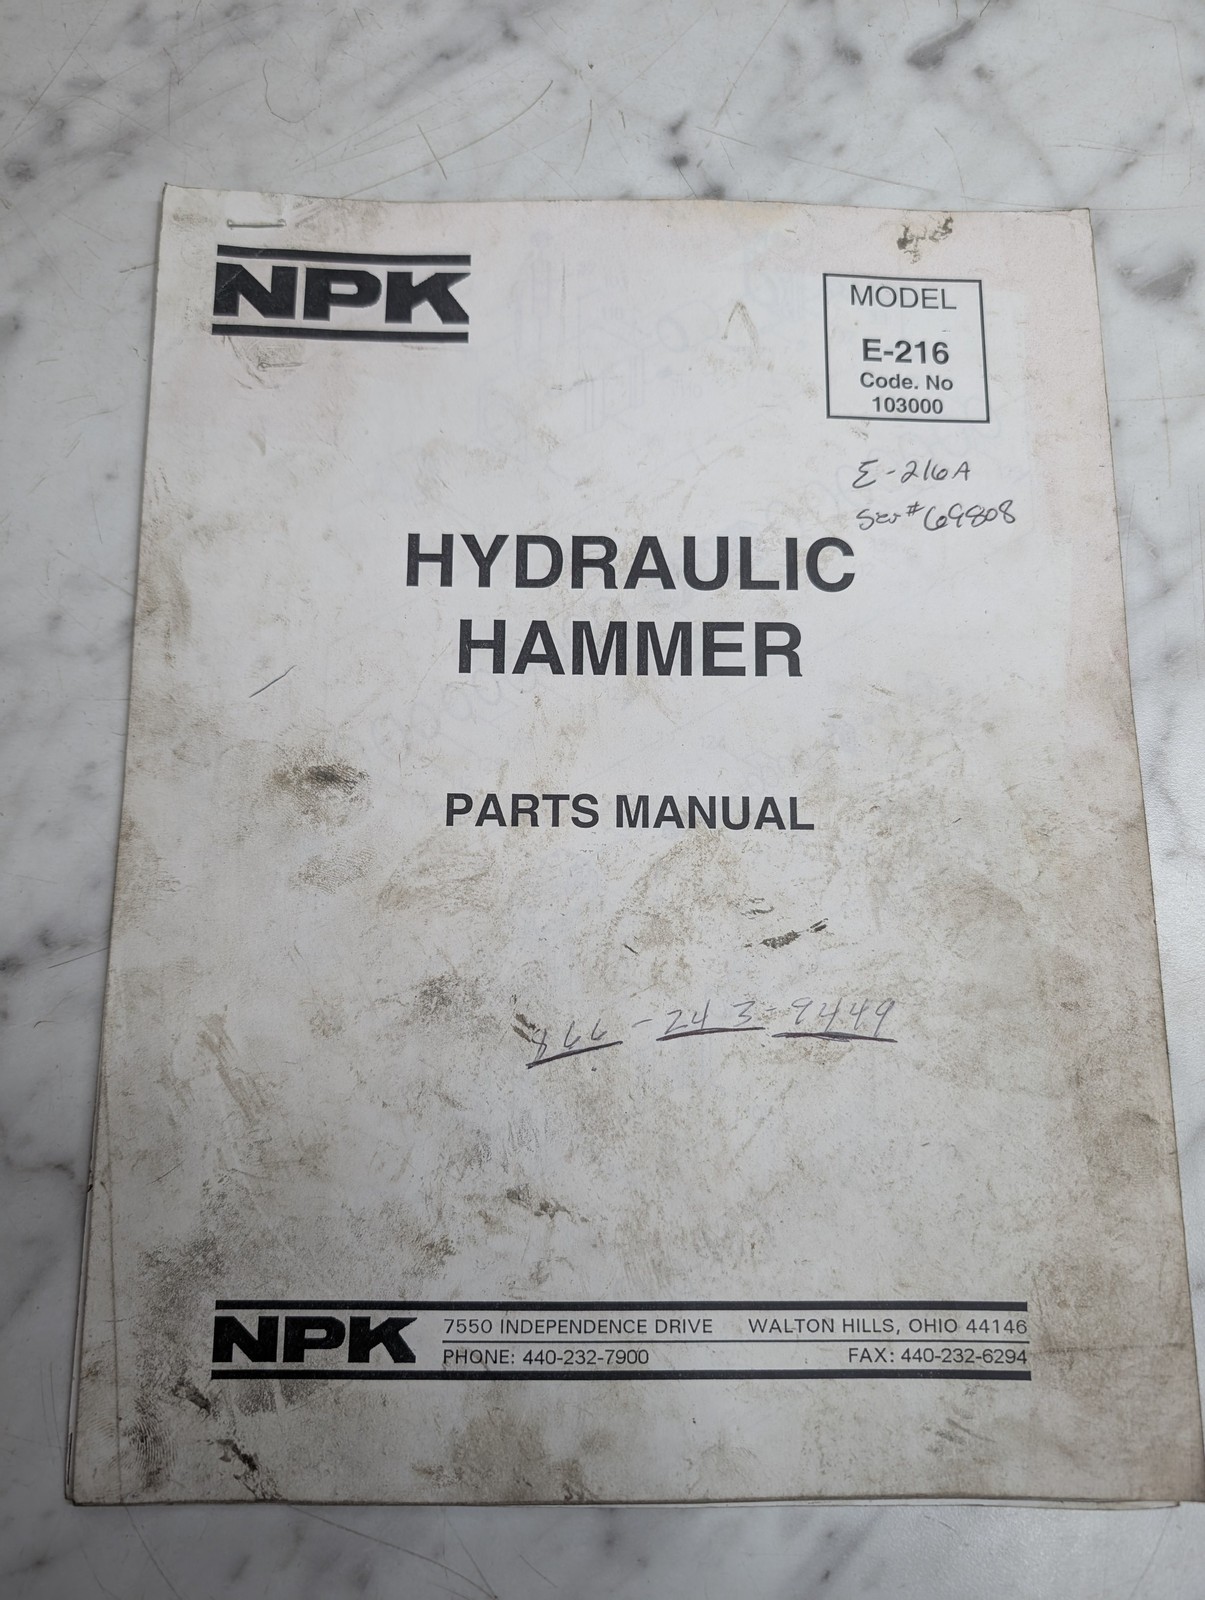 NPK
MODEL
E-216
Code. No
103000
E-216A
Ser # 69808
HYDRAULIC
HAMMER
PARTS MANUAL
866-243-9449
NPK
7550 INDEPENDENCE DRIVE WALTON HILLS, OHIO 44146
PHONE: 440-232-7900 FAX: 440-232-6294